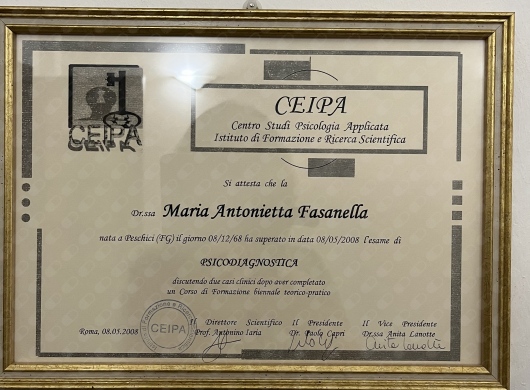 CEIPA
CEIPA
Centro Studi Psicologia Applicata
Istituto di Formazione e Ricerca Scientifica
Si attesta che la
Dr.ssa Maria Antonietta Fasanella
nata a Peschici (FG) il giorno 08/12/68 ha superato in data 08/05/2008 l'esame di
PSICODIAGNOSTICA
discutendo due casi clinici dopo aver completato
un Corso di Formazione biennale teorico-pratico
Roma, 08.05.2008
CEIPA
Il Direttore Scientifico
Prof. Antonino Iaria
Il Presidente
Dr. Paolo Capri
Il Vice Presidente
Dr.ssa Anita Lanotte
Anita Lanotte